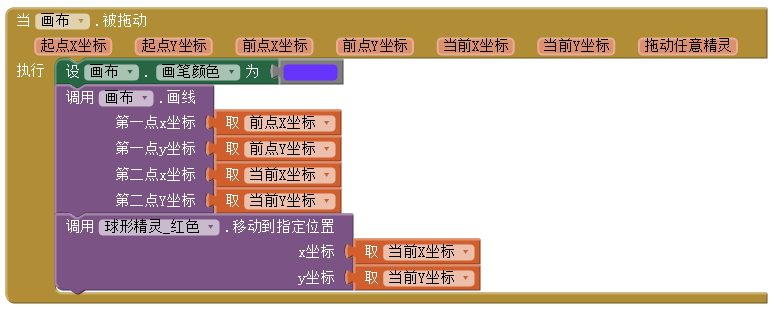 当 画布 .被拖动
起点X坐标 起点Y坐标 前点X坐标 前点Y坐标 当前X坐标 当前Y坐标 拖动任意精灵
执行 设 画布 . 画笔颜色 为
调用 画布 .画线
第一点x坐标 取 前点X坐标
第一点y坐标 取 前点Y坐标
第二点x坐标 取 当前X坐标
第二点Y坐标 取 当前Y坐标
调用 球形精灵_红色 .移动到指定位置
x坐标 取 当前X坐标
y坐标 取 当前Y坐标